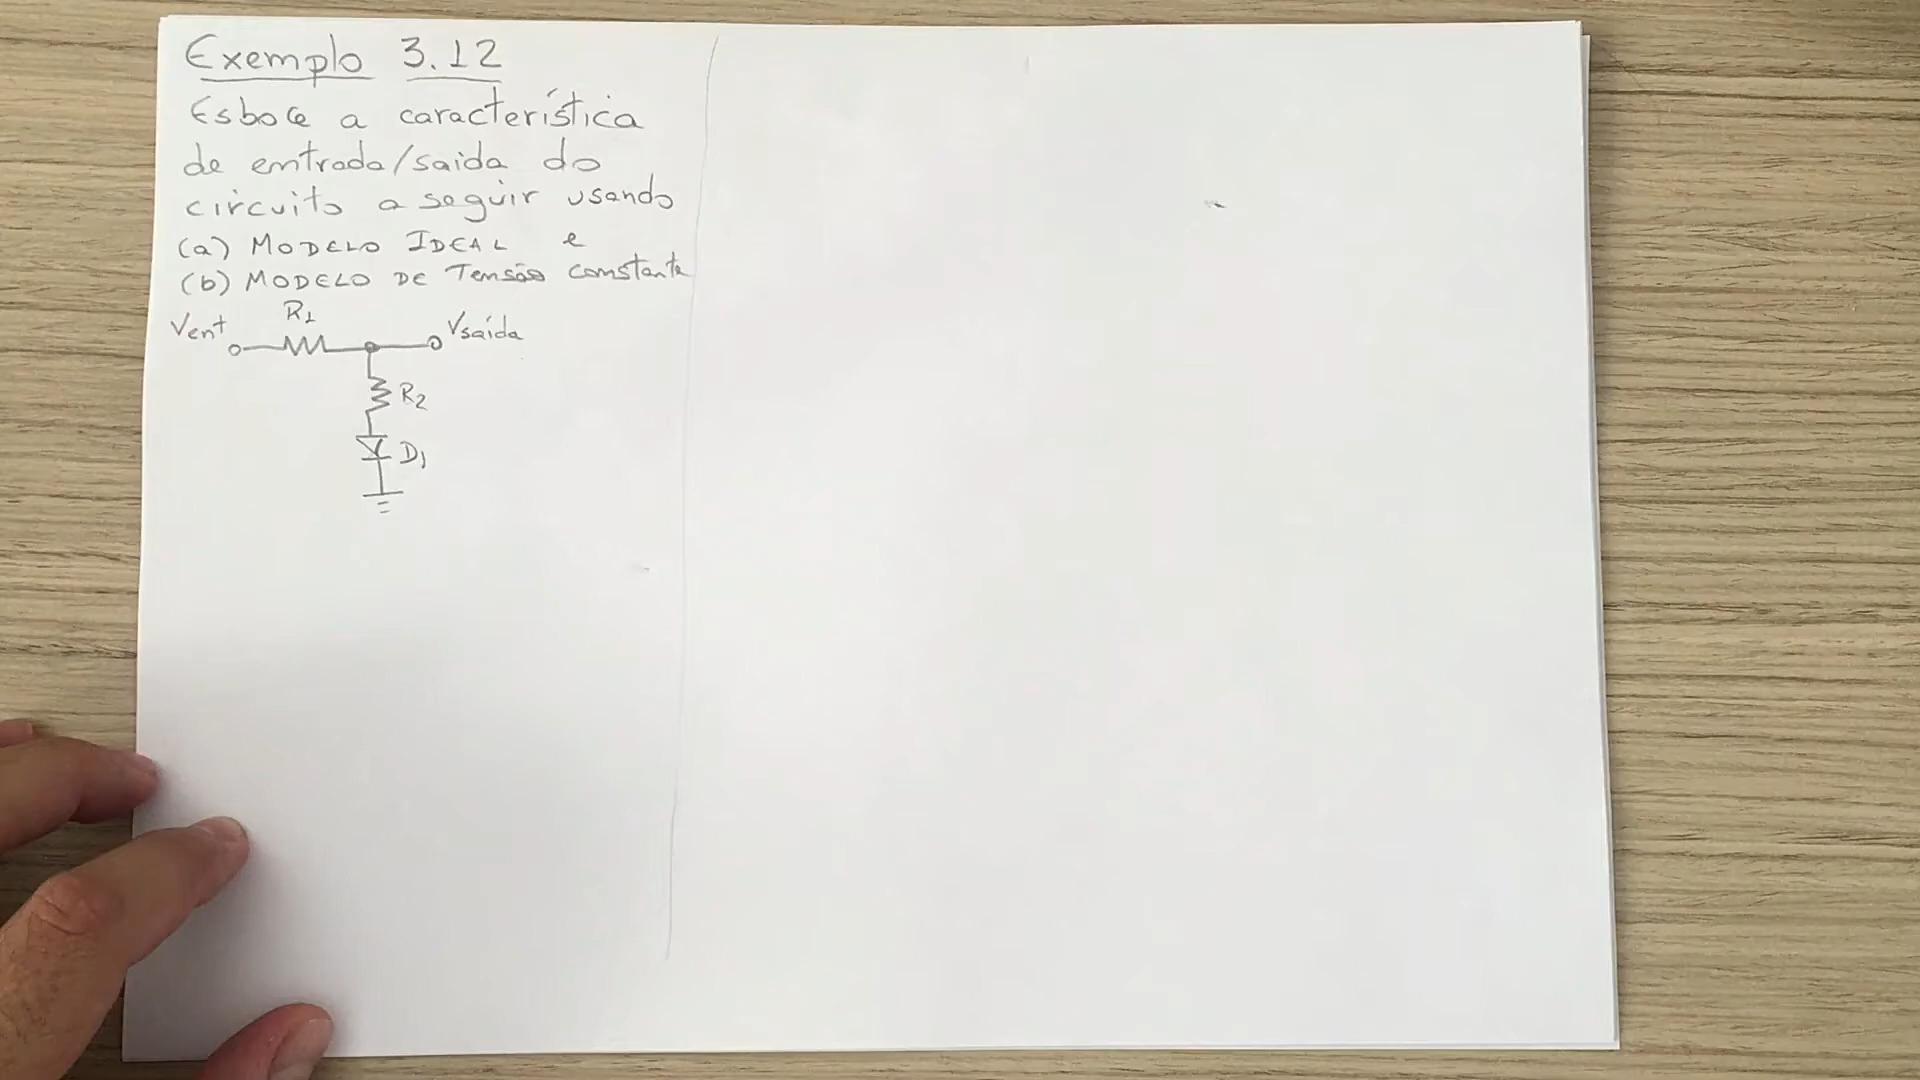 Exemplo 3.12
Esboce a característica
de entrada/saida do
circuito a seguir usando
(a) MODELO IDEAL e
(b) MODELO DE Tensão constante
R1
Vent
Vsaída
R2
D1